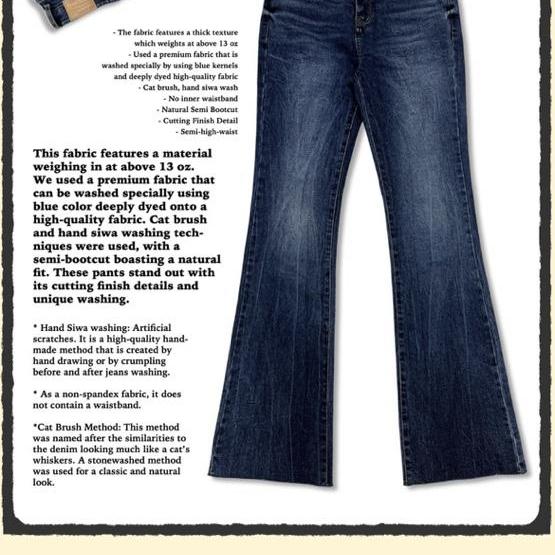 - The fabric features a thick texture
which weights at above 13 oz
- Used a premium fabric that is
washed specially by using blue kernels
and deeply dyed high-quality fabric
- Cat brush, hand siwa wash
- No inner waistband
- Natural Semi Bootcut
- Cutting Finish Detail
- Semi-high-waist
This fabric features a material
weighing in at above 13 oz.
We used a premium fabric that
can be washed specially using
blue color deeply dyed onto a
high-quality fabric. Cat brush
and hand siwa washing tech-
niques were used, with a
semi-bootcut boasting a natural
fit. These pants stand out with
its cutting finish details and
unique washing.
* Hand Siwa washing: Artificial
scratches. It is a high-quality hand-
made method that is created by
hand drawing or by crumpling
before and after jeans washing.
* As a non-spandex fabric, it does
not contain a waistband.
*Cat Brush Method: This method
was named after the similarities to
the denim looking much like a cat's
whiskers. A stonewashed method
was used for a classic and natural
look.